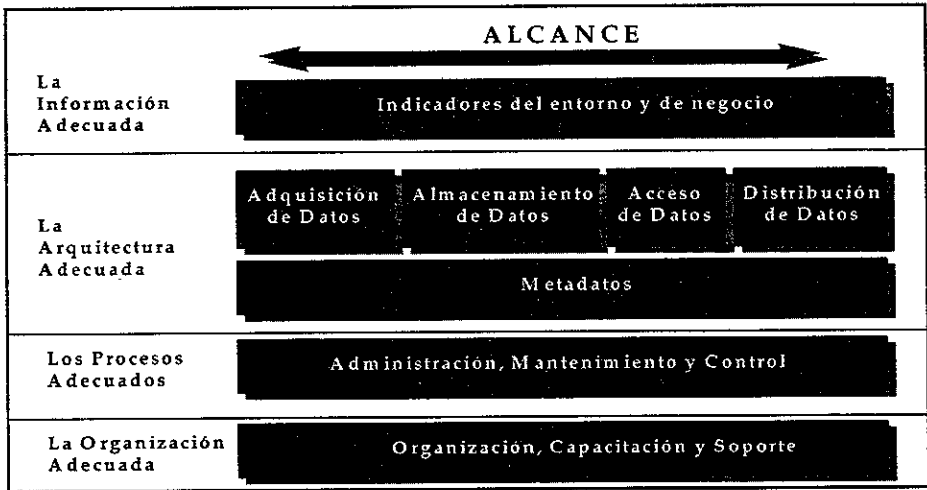 ALCANCE
La
Información
Adecuada
Indicadores del entorno y de negocio
La
Arquitectura
Adecuada
Adquisición
de Datos
Almacenamiento
de Datos
Acceso
de Datos
Distribución
de Datos
Metadatos
Los Procesos
Adecuados
Administración, Mantenimiento y Control
La Organización
Adecuada
Organización, Capacitación y Soporte